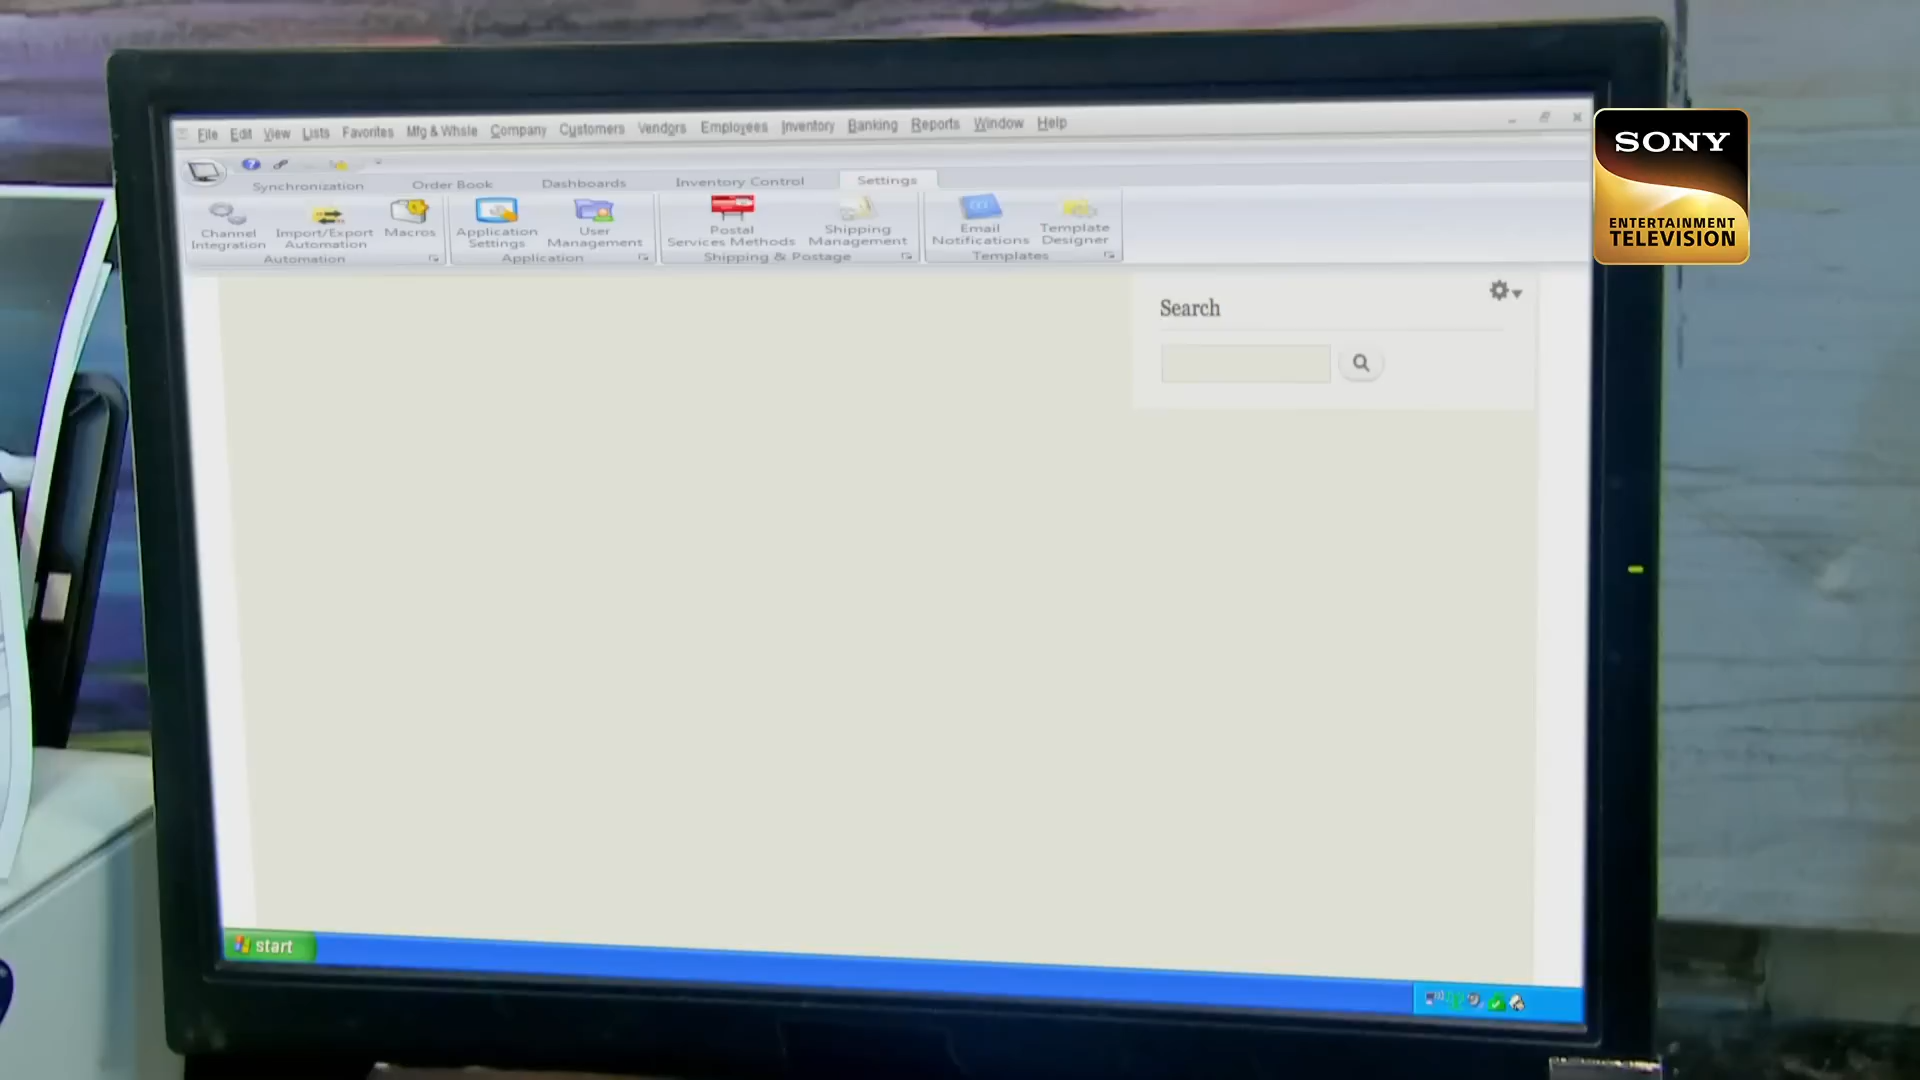 File Edit View Lists Favorites Mfg & Whsle Company Customers Vendors Employees Inventory Banking Reports Window Help
SONY
ENTERTAINMENT
TELEVISION
Synchronization Order Book Dashboards Inventory Control Settings
Channel Integration Import/Export Automation Macros Application Settings User Management Postal Services Methods Shipping Management Email Notifications Template Designer
Automation Application Shipping & Postage Templates
Search
start